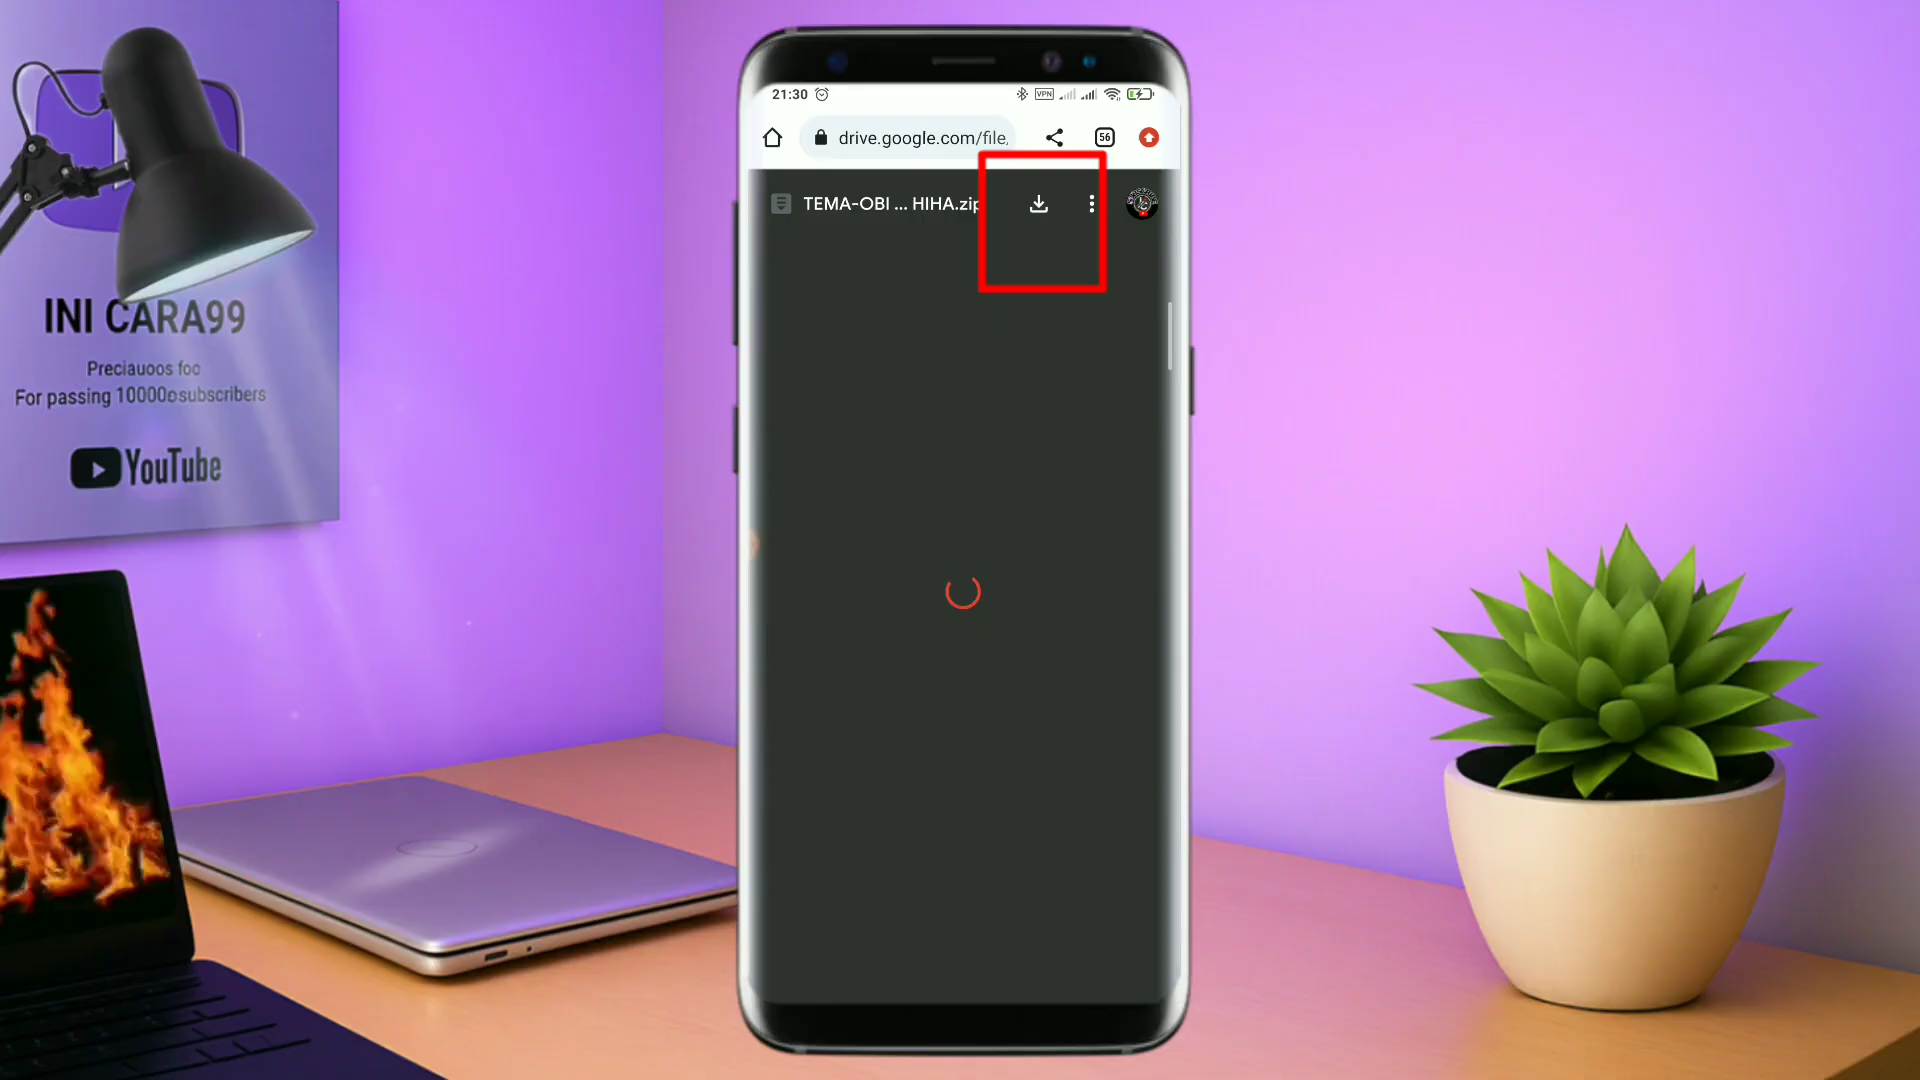 21:30
VPN
drive.google.com/file,
56
TEMA-OBI ... HIHA.zip
INI CARA99
Preciauoos foc
For passing 10000osubscribers
YouTube